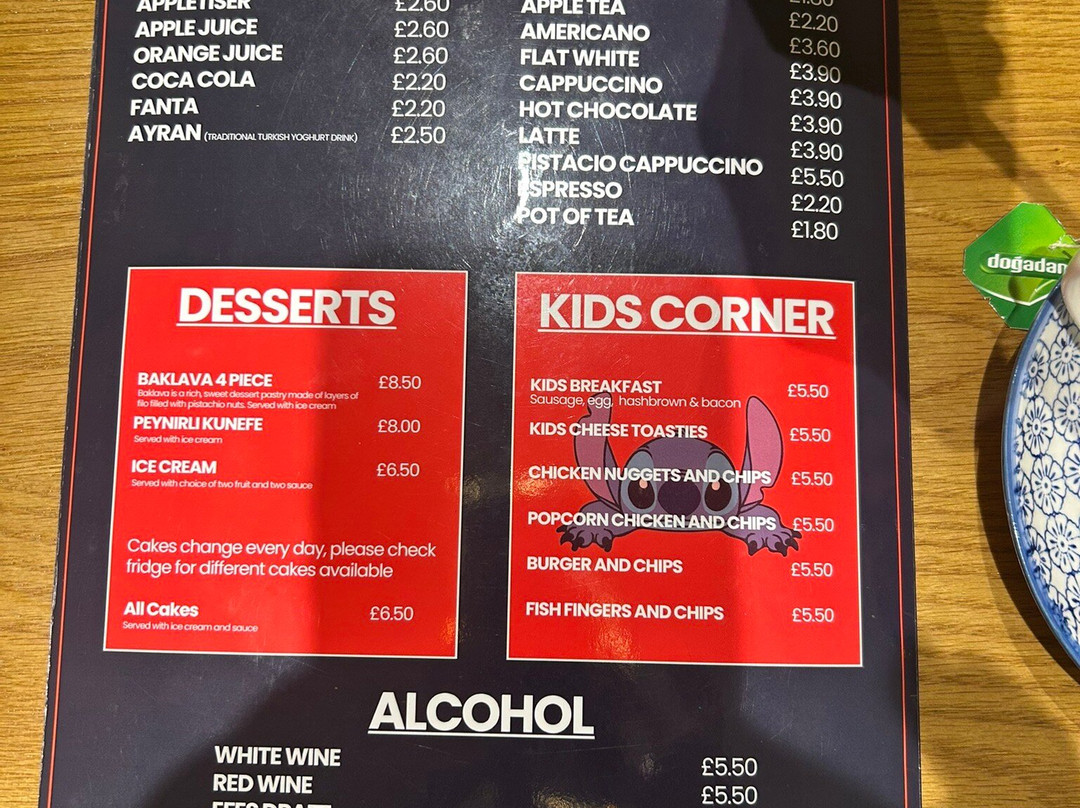 APPLETISER £2.60
APPLE JUICE £2.60
ORANGE JUICE £2.60
COCA COLA £2.20
FANTA £2.20
AYRAN (TRADITIONAL TURKISH YOGHURT DRINK) £2.50
APPLE TEA
£2.20
AMERICANO £3.60
FLAT WHITE £3.90
CAPPUCCINO £3.90
HOT CHOCOLATE £3.90
LATTE £3.90
PISTACIO CAPPUCCINO £5.50
ESPRESSO £2.20
POT OF TEA £1.80
DESSERTS
BAKLAVA 4 PIECE £8.50
Baklava is a rich, sweet dessert pastry made of layers of
filo filled with pistachio nuts. Served with ice cream
PEYNIRLI KUNEFE £8.00
Served with ice cream
ICE CREAM £6.50
Served with choice of two fruit and two sauce
Cakes change every day, please check
fridge for different cakes available
All Cakes £6.50
Served with ice cream and sauce
KIDS CORNER
KIDS BREAKFAST £5.50
Sausage, egg, hashbrown & bacon
KIDS CHEESE TOASTIES £5.50
CHICKEN NUGGETS AND CHIPS £5.50
POPCORN CHICKEN AND CHIPS £5.50
BURGER AND CHIPS £5.50
FISH FINGERS AND CHIPS £5.50
ALCOHOL
WHITE WINE £5.50
RED WINE £5.50
doğadan